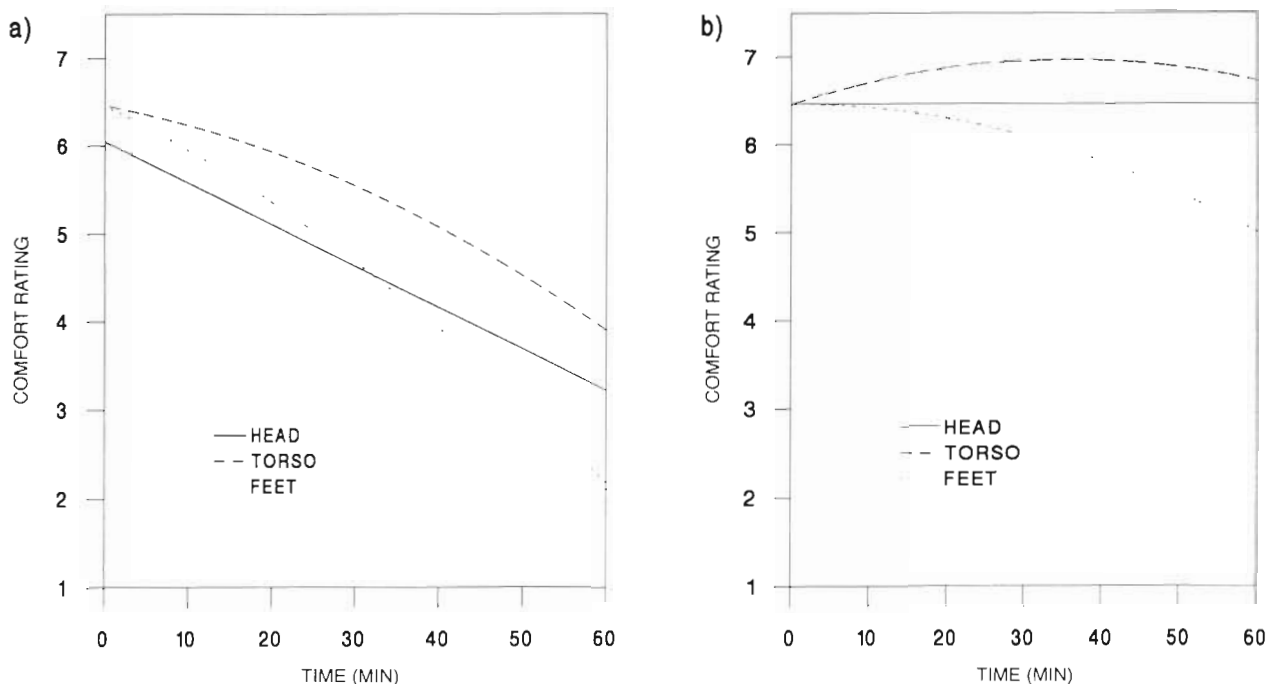 a)
7
6
5
4
3
2
1
COMFORT RATING
HEAD
TORSO
FEET
0 10 20 30 40 50 60
TIME (MIN)
b)
7
6
5
4
3
2
1
COMFORT RATING
HEAD
TORSO
FEET
0 10 20 30 40 50 60
TIME (MIN)